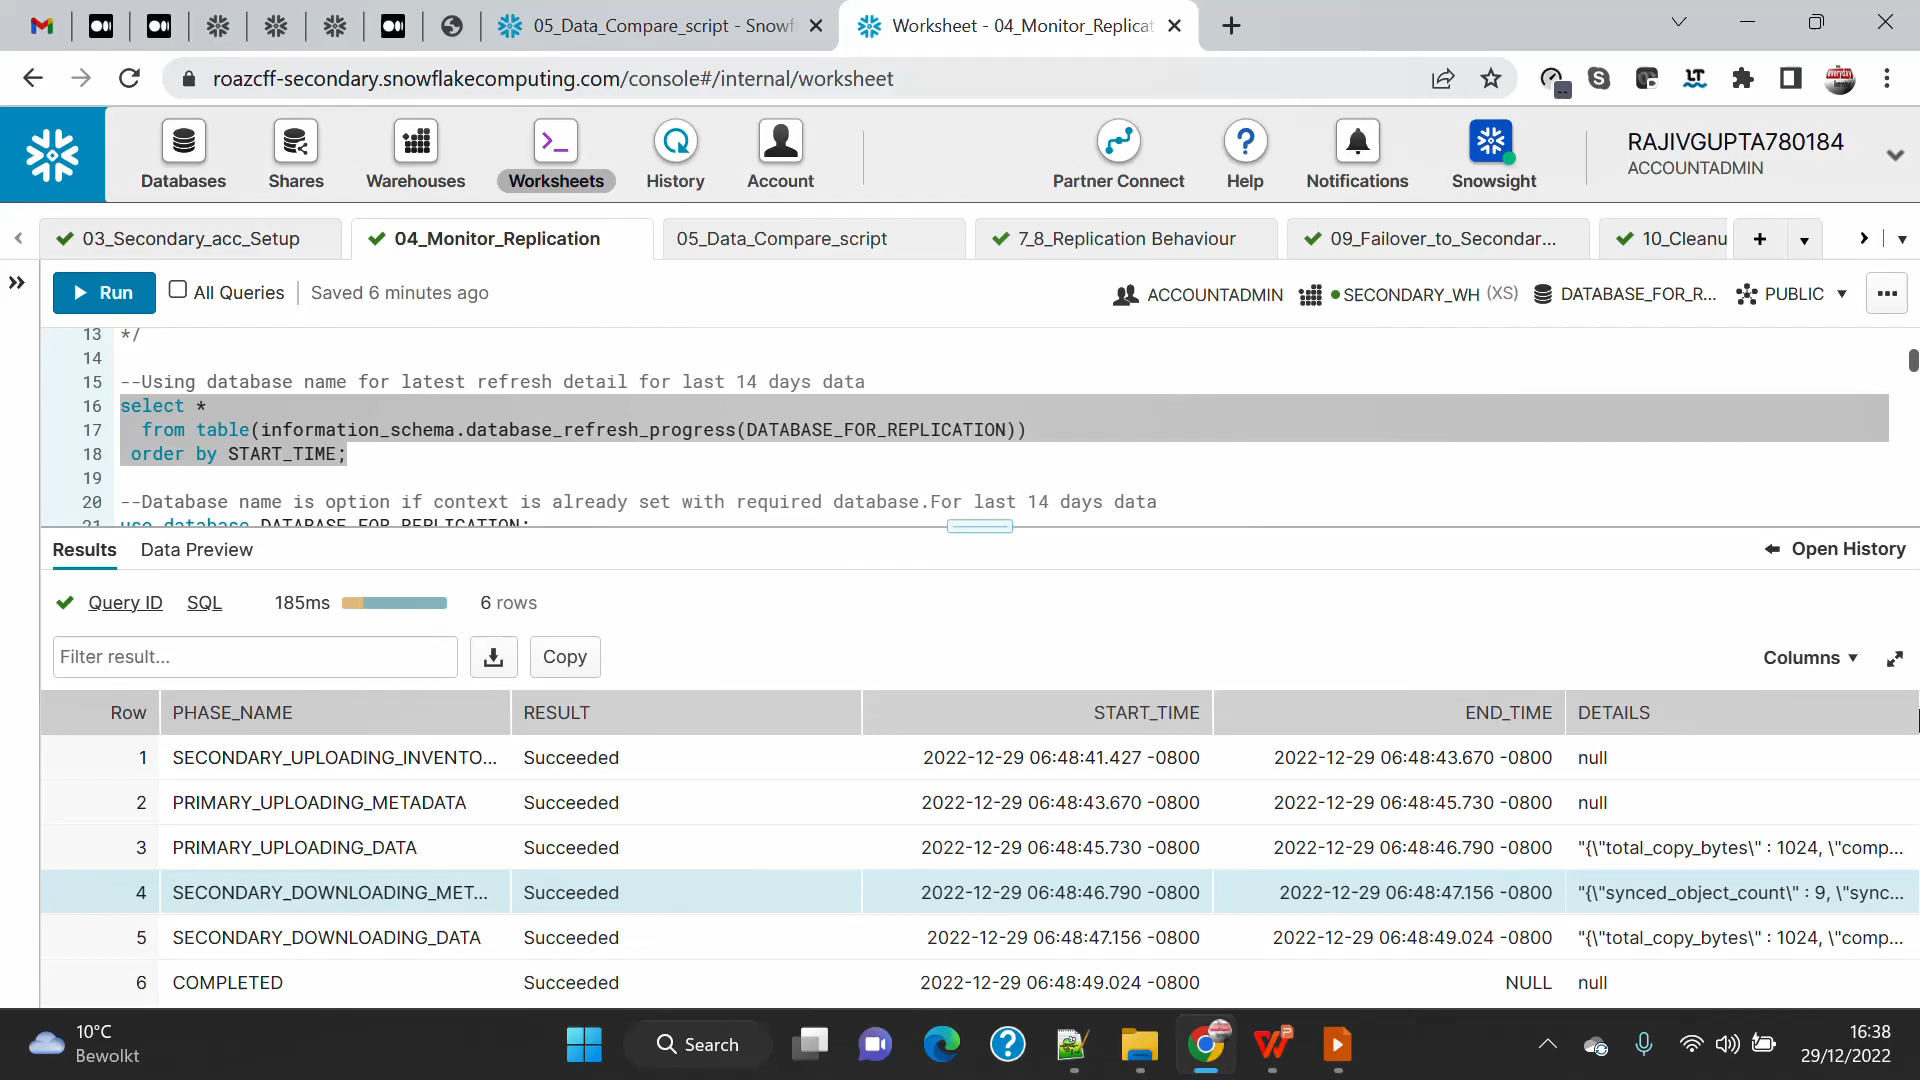 05_Data_Compare_script - Snowf
Worksheet - 04_Monitor_Replicat
roazcff-secondary.snowflakecomputing.com/console#/internal/worksheet
Databases
Shares
Warehouses
Worksheets
History
Account
Partner Connect
Help
Notifications
Snowsight
RAJIVGUPTA780184
ACCOUNTADMIN
03_Secondary_acc_Setup
04_Monitor_Replication
05_Data_Compare_script
7_8_Replication Behaviour
09_Failover_to_Secondar...
10_Cleanu
Run
All Queries
Saved 6 minutes ago
ACCOUNTADMIN
SECONDARY_WH (XS)
DATABASE_FOR_R...
PUBLIC
13 */
14
15 --Using database name for latest refresh detail for last 14 days data
16 select *
17 from table(information_schema.database_refresh_progress(DATABASE_FOR_REPLICATION))
18 order by START_TIME;
19
20 --Database name is option if context is already set with required database.For last 14 days data
21 use database DATABASE_FOR_REPLICATION;
Results
Data Preview
Open History
Query ID
SQL
185ms
6 rows
Filter result...
Copy
Columns
Row PHASE_NAME RESULT START_TIME END_TIME DETAILS
1 SECONDARY_UPLOADING_INVENTO... Succeeded 2022-12-29 06:48:41.427 -0800 2022-12-29 06:48:43.670 -0800 null
2 PRIMARY_UPLOADING_METADATA Succeeded 2022-12-29 06:48:43.670 -0800 2022-12-29 06:48:45.730 -0800 null
3 PRIMARY_UPLOADING_DATA Succeeded 2022-12-29 06:48:45.730 -0800 2022-12-29 06:48:46.790 -0800 "{\"total_copy_bytes\" : 1024, \"comp...
4 SECONDARY_DOWNLOADING_MET... Succeeded 2022-12-29 06:48:46.790 -0800 2022-12-29 06:48:47.156 -0800 "{\"synced_object_count\" : 9, \"sync...
5 SECONDARY_DOWNLOADING_DATA Succeeded 2022-12-29 06:48:47.156 -0800 2022-12-29 06:48:49.024 -0800 "{\"total_copy_bytes\" : 1024, \"comp...
6 COMPLETED Succeeded 2022-12-29 06:48:49.024 -0800 NULL null
10°C
Bewolkt
Search
16:38
29/12/2022